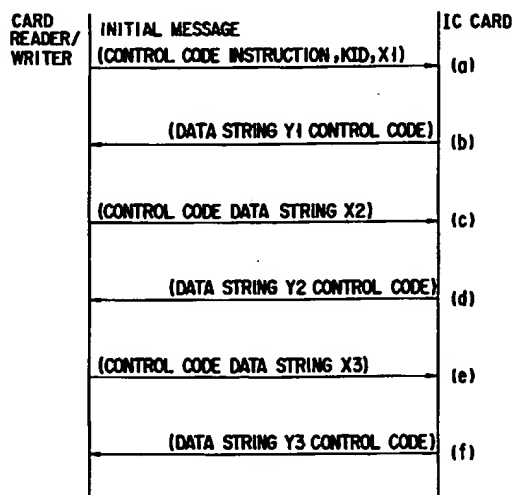 CARD
READER/
WRITER
IC CARD
INITIAL MESSAGE
(CONTROL CODE INSTRUCTION,KID,X1)
(a)
(DATA STRING Y1 CONTROL CODE)
(b)
(CONTROL CODE DATA STRING X2)
(c)
(DATA STRING Y2 CONTROL CODE)
(d)
(CONTROL CODE DATA STRING X3)
(e)
(DATA STRING Y3 CONTROL CODE)
(f)